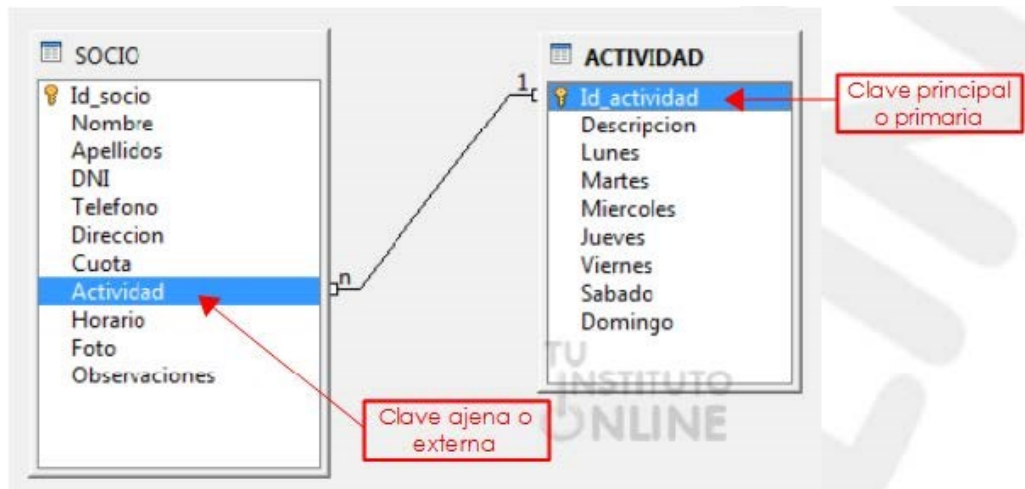 SOCIO
Id_socio
Nombre
Apellidos
DNI
Telefono
Direccion
Cuota
Actividad
Horario
Foto
Observaciones
n
1
ACTIVIDAD
Id_actividad
Descripcion
Lunes
Martes
Miercoles
Jueves
Viernes
Sabado
Domingo
Clave principal
o primaria
Clave ajena o
externa
TU
INSTITUTO
ONLINE